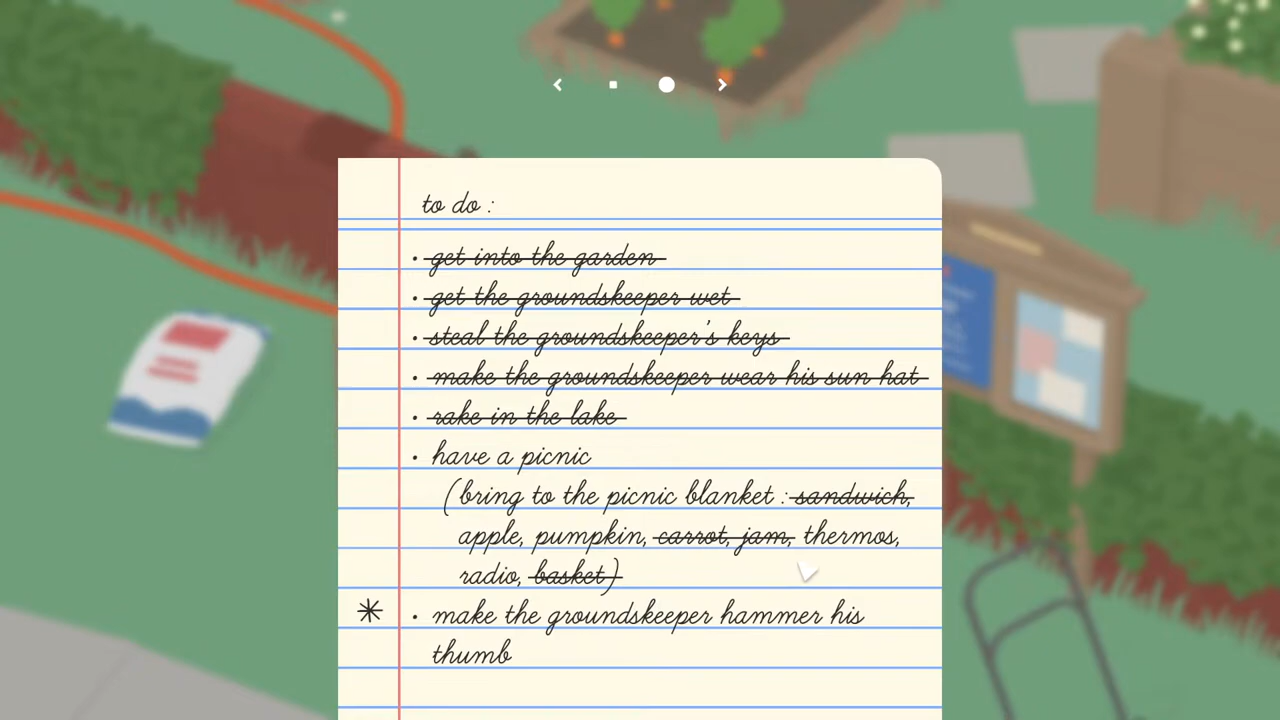 to do :
• get into the garden
• get the groundskeeper wet
• steal the groundskeeper's keys
• make the groundskeeper wear his sun hat
• rake in the lake
• have a picnic
(bring to the picnic blanket : sandwich,
apple, pumpkin, carrot, jam, thermos,
radio, basket)
• make the groundskeeper hammer his
thumb